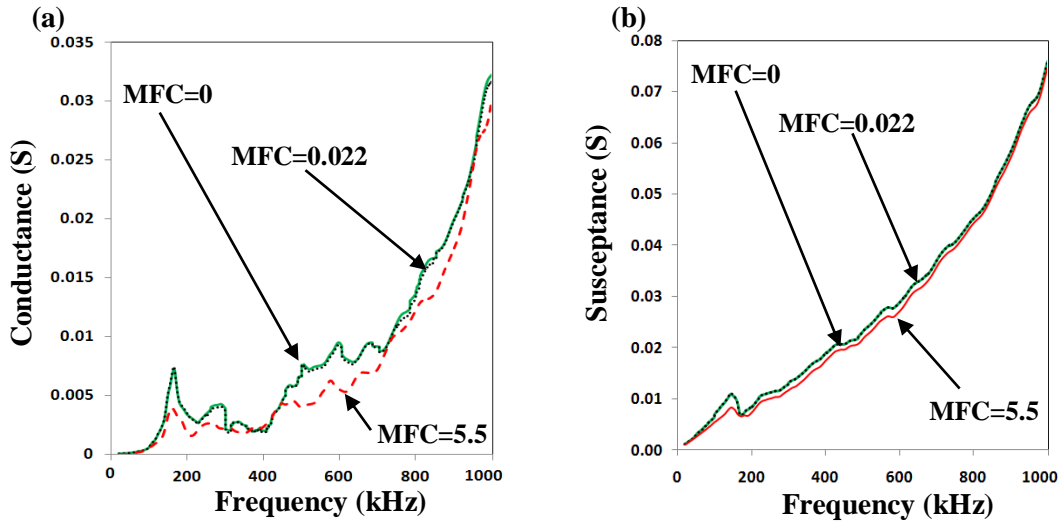 (a)
0.035
0.03
0.025
0.02
0.015
0.01
0.005
0
Conductance (S)
MFC=0
MFC=0.022
MFC=5.5
0 200 400 600 800 1000
Frequency (kHz)
(b)
0.08
0.07
0.06
0.05
0.04
0.03
0.02
0.01
0.00
Susceptance (S)
MFC=0
MFC=0.022
MFC=5.5
0 200 400 600 800 1000
Frequency (kHz)